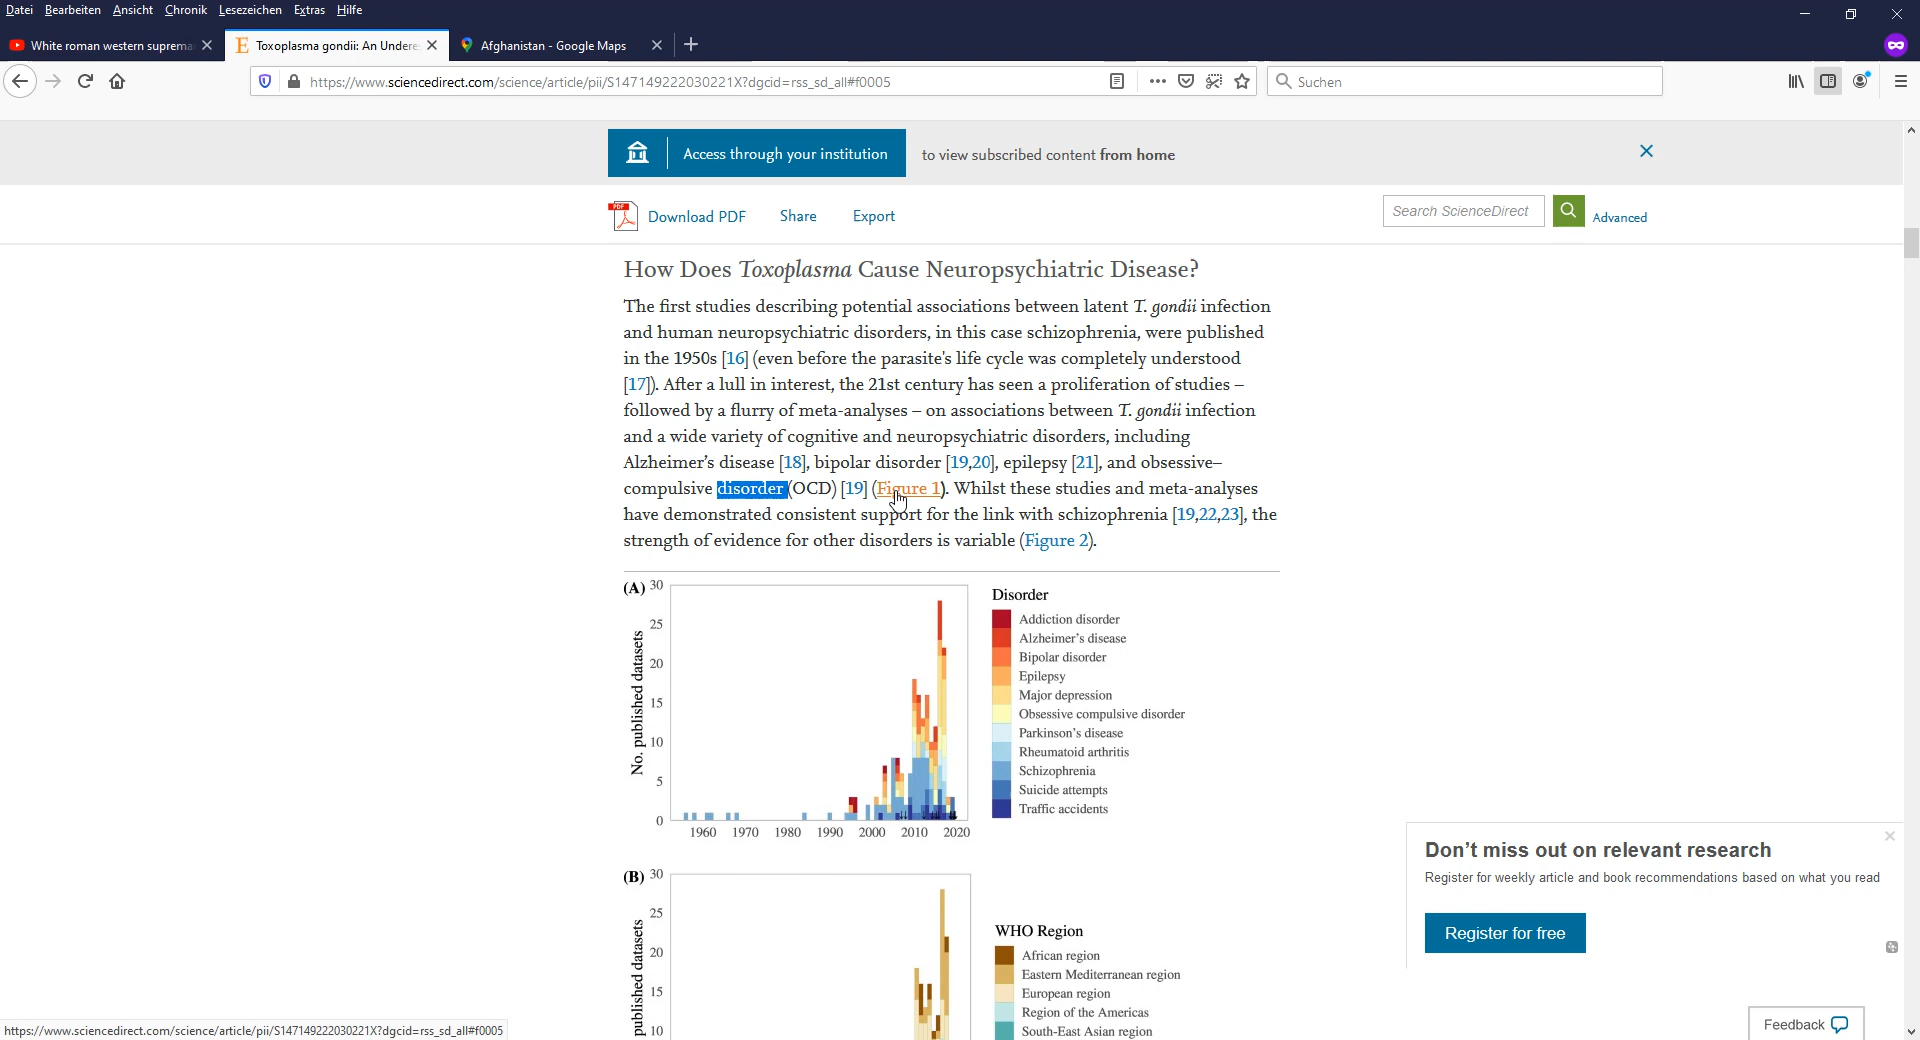 Datei Bearbeiten Ansicht Chronik Lesezeichen Extras Hilfe
White roman western suprema
Toxoplasma gondii: An Undere
Afghanistan - Google Maps
https://www.sciencedirect.com/science/article/pii/S147149222030221X?dgcid=rss_sd_all#f0005
Suchen
Access through your institution to view subscribed content from home
PDF Download PDF Share Export
Search ScienceDirect Advanced
How Does Toxoplasma Cause Neuropsychiatric Disease?
The first studies describing potential associations between latent T. gondii infection
and human neuropsychiatric disorders, in this case schizophrenia, were published
in the 1950s [16] (even before the parasite's life cycle was completely understood
[17]). After a lull in interest, the 21st century has seen a proliferation of studies –
followed by a flurry of meta-analyses – on associations between T. gondii infection
and a wide variety of cognitive and neuropsychiatric disorders, including
Alzheimer's disease [18], bipolar disorder [19,20], epilepsy [21], and obsessive–
compulsive disorder (OCD) [19] (Figure 1). Whilst these studies and meta-analyses
have demonstrated consistent support for the link with schizophrenia [19,22,23], the
strength of evidence for other disorders is variable (Figure 2).
(A)
No. published datasets
30
25
20
15
10
5
0
1960 1970 1980 1990 2000 2010 2020
Disorder
Addiction disorder
Alzheimer's disease
Bipolar disorder
Epilepsy
Major depression
Obsessive compulsive disorder
Parkinson's disease
Rheumatoid arthritis
Schizophrenia
Suicide attempts
Traffic accidents
(B)
published datasets
30
25
20
15
10
WHO Region
African region
Eastern Mediterranean region
European region
Region of the Americas
South-East Asian region
Don't miss out on relevant research
Register for weekly article and book recommendations based on what you read
Register for free
Feedback
https://www.sciencedirect.com/science/article/pii/S147149222030221X?dgcid=rss_sd_all#f0005